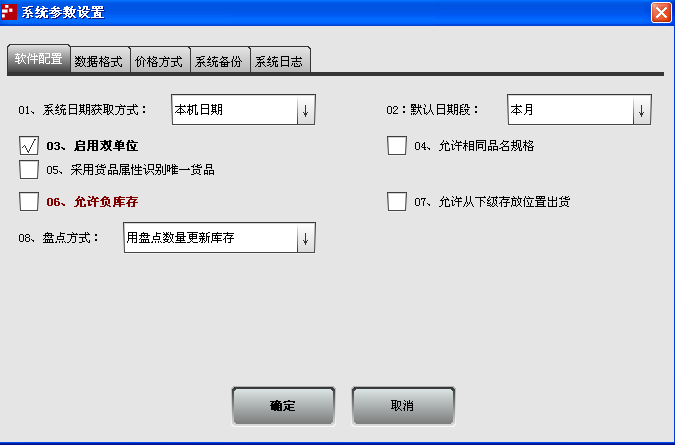 系统参数设置
软件配置 数据格式 价格方式 系统备份 系统日志
01、系统日期获取方式： 本机日期 02：默认日期段： 本月
03、启用双单位 04、允许相同品名规格
05、采用货品属性识别唯一货品
06、允许负库存 07、允许从下级存放位置出货
08、盘点方式： 用盘点数量更新库存
确定 取消